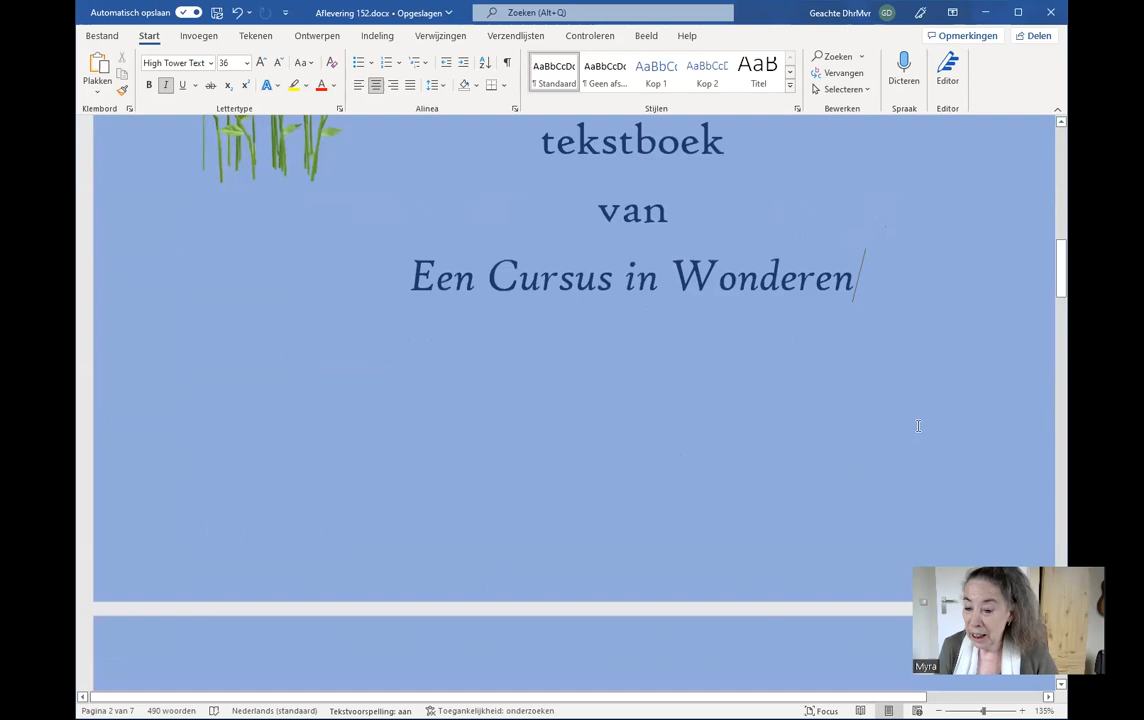 Automatisch opslaan
Aflevering 152.docx • Opgeslagen
Zoeken (Alt+Q)
Geachte DhrMvr
GD
Bestand Start Invoegen Tekenen Ontwerpen Indeling Verwijzingen Verzendlijsten Controleren Beeld Help
Opmerkingen Delen
Plakken
High Tower Text 36
AaBbCcDc AaBbCcDc AaBbCc AaBbCcC AaB
¶ Standaard ¶ Geen afs... Kop 1 Kop 2 Titel
Zoeken
Vervangen
Selecteren
Dicteren
Editor
Klembord Lettertype Alinea Stijlen Bewerken Spraak Editor
tekstboek
van
Een Cursus in Wonderen
Myra
Pagina 2 van 7 490 woorden Nederlands (standaard) Tekstvoorspelling: aan Toegankelijkheid: onderzoeken Focus 135%